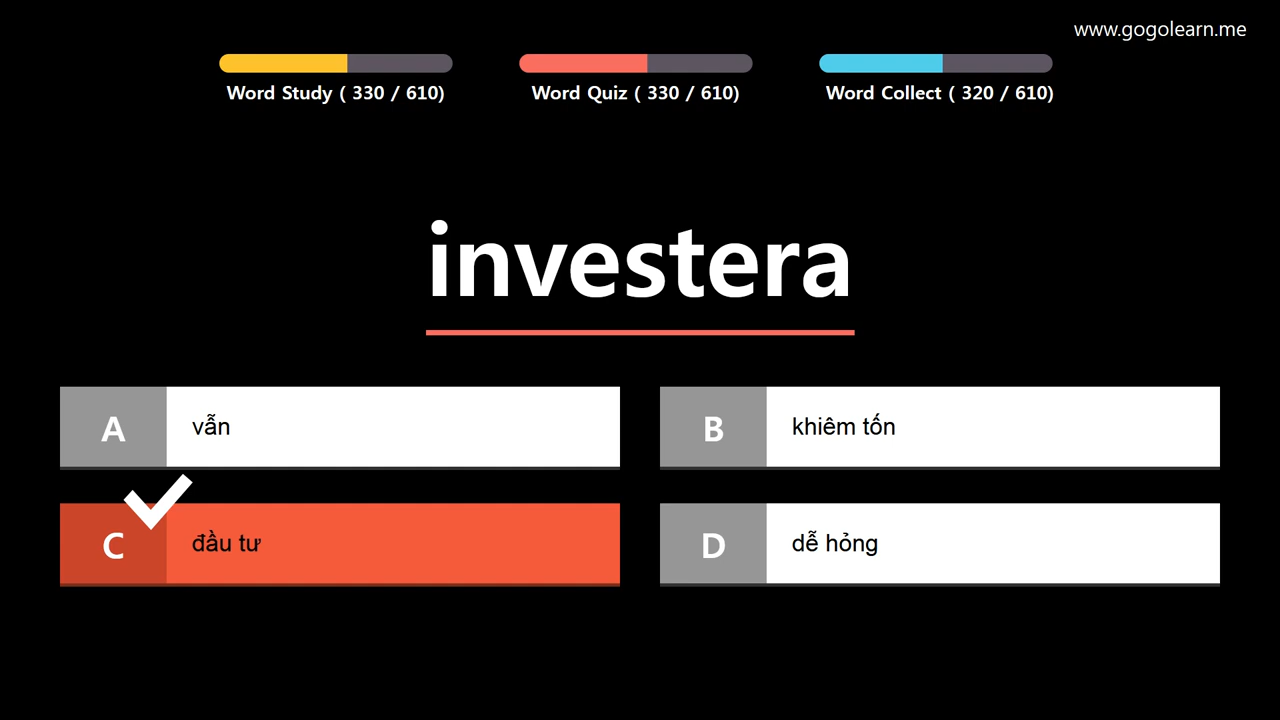 www.gogolearn.me
Word Study ( 330 / 610)
Word Quiz ( 330 / 610)
Word Collect ( 320 / 610)
investera
A vẫn
B khiêm tốn
C đầu tư
D dễ hỏng